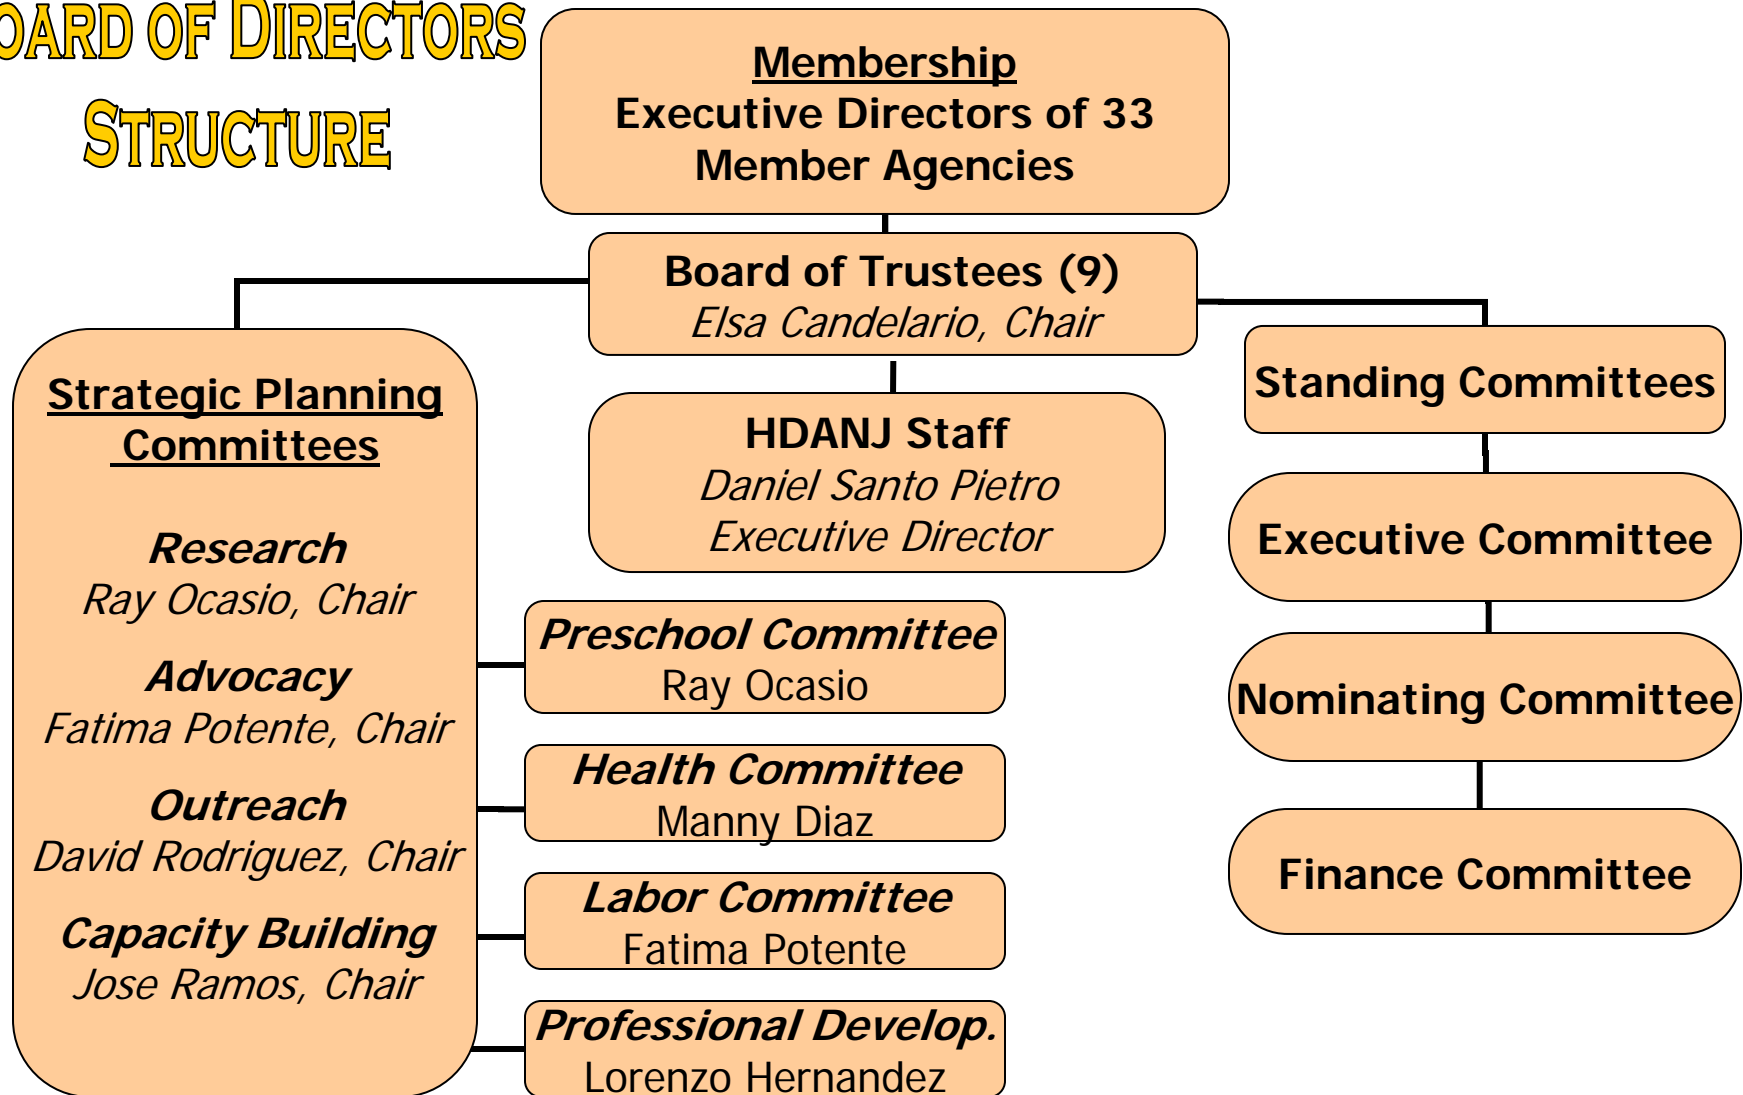 OARD OF DIRECTORS
STRUCTURE
Membership
Executive Directors of 33
Member Agencies
Board of Trustees (9)
Elsa Candelario, Chair
HDANJ Staff
Daniel Santo Pietro
Executive Director
Strategic Planning
Committees
Research
Ray Ocasio, Chair
Advocacy
Fatima Potente, Chair
Outreach
David Rodriguez, Chair
Capacity Building
Jose Ramos, Chair
Preschool Committee
Ray Ocasio
Health Committee
Manny Diaz
Labor Committee
Fatima Potente
Professional Develop.
Lorenzo Hernandez
Standing Committees
Executive Committee
Nominating Committee
Finance Committee